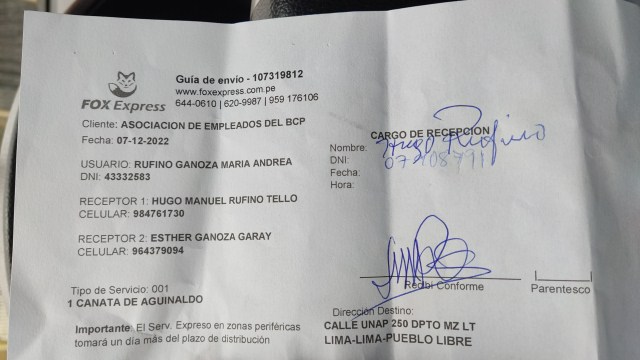 FOX Express
Guía de envío - 107319812
www.foxexpress.com.pe
644-0610 | 620-9987 | 959 176106
Cliente: ASOCIACION DE EMPLEADOS DEL BCP
Fecha: 07-12-2022
USUARIO: RUFINO GANOZA MARIA ANDREA
DNI: 43332583
RECEPTOR 1: HUGO MANUEL RUFINO TELLO
CELULAR: 984761730
RECEPTOR 2: ESTHER GANOZA GARAY
CELULAR: 964379094
Tipo de Servicio: 001
1 CANATA DE AGUINALDO
Importante: El Serv. Expreso en zonas periféricas
tomará un día más del plazo de distribución
CARGO DE RECEPCION
Nombre: Hugo Rufino
DNI:
Fecha:
Hora:
Recibí Conforme
Parentesco
Dirección Destino:
CALLE UNAP 250 DPTO MZ LT
LIMA-LIMA-PUEBLO LIBRE